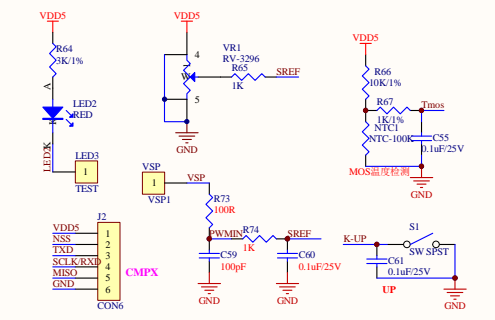 VDD5
R64
3K/1%
A
LED2
RED
K
LED2
LED3
1
TEST
VDD5
4
VR1
RV-3296
W
R65
SREF
1K
5
GND
VDD5
R66
10K/1%
R67
Tmos
1K/1%
NTC1
NTC-100K
C55
0.1uF/25V
MOS温度检测
GND
VSP
1
VSP
VSP1
R73
100R
PWMIN
R74
SREF
1K
C59
100pF
C60
0.1uF/25V
GND
GND
J2
VDD5
1
NSS
2
TXD
3
SCLK/RXD
4
MISO
5
GND
6
CON6
CMPX
K-UP
S1
SW SPST
C61
0.1uF/25V
UP
GND